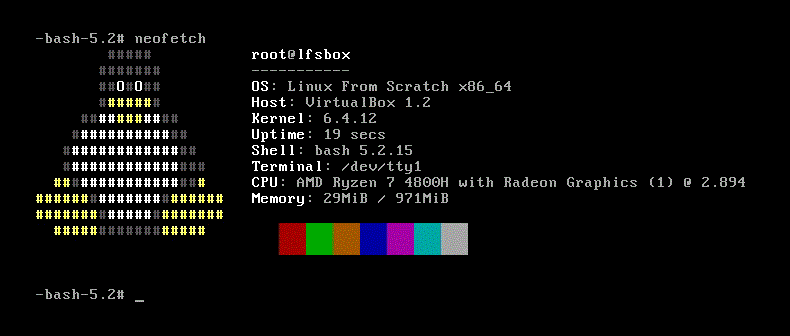 -bash-5.2# neofetch
#####
#######
##O#O##
#######
###########
#############
###############
################
###################
#####################
#####################
#################
root@lfsbox
-----------
OS: Linux From Scratch x86_64
Host: VirtualBox 1.2
Kernel: 6.4.12
Uptime: 19 secs
Shell: bash 5.2.15
Terminal: /dev/tty1
CPU: AMD Ryzen 7 4800H with Radeon Graphics (1) @ 2.894
Memory: 29MiB / 971MiB
-bash-5.2# _